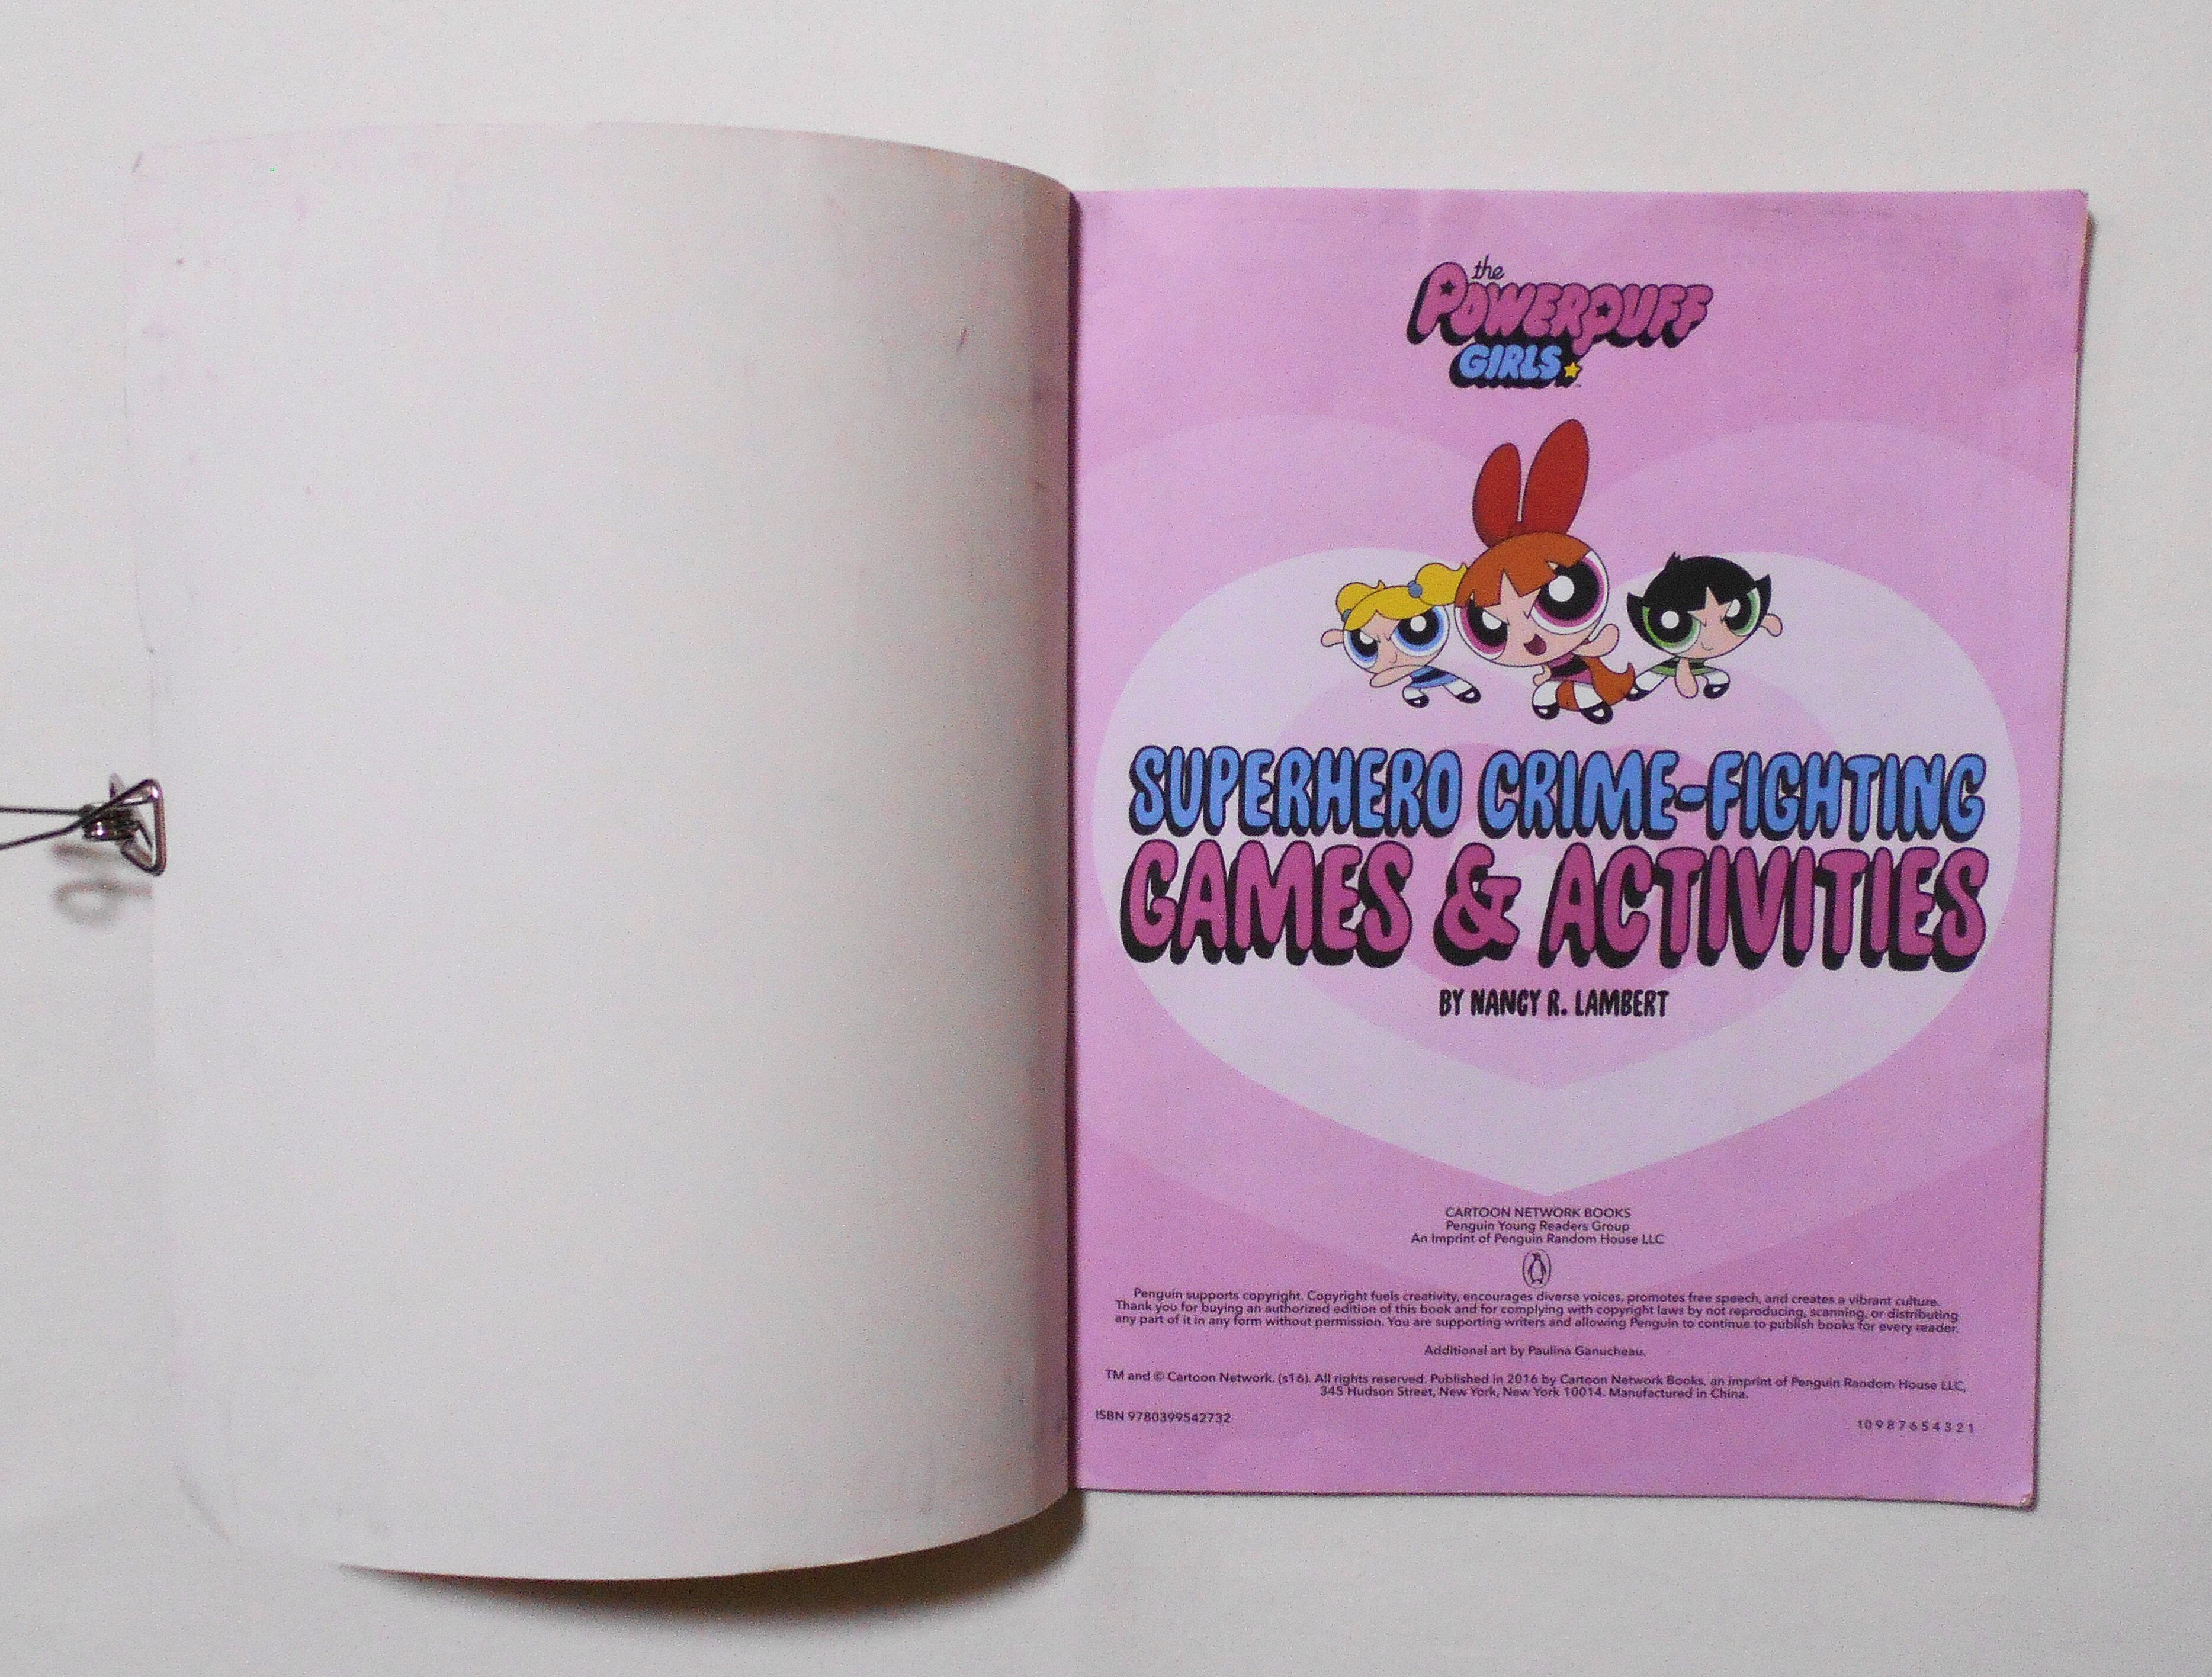 the
POWERPUFF
GIRLS
SUPERHERO CRIME-FIGHTING
GAMES & ACTIVITIES
BY NANCY R. LAMBERT
CARTOON NETWORK BOOKS
Penguin Young Readers Group
An Imprint of Penguin Random House LLC
Penguin supports copyright. Copyright fuels creativity, encourages diverse voices, promotes free speech, and creates a vibrant culture.
Thank you for buying an authorized edition of this book and for complying with copyright laws by not reproducing, scanning, or distributing
any part of it in any form without permission. You are supporting writers and allowing Penguin to continue to publish books for every reader.
Additional art by Paulina Ganucheau.
TM and © Cartoon Network. (s16). All rights reserved. Published in 2016 by Cartoon Network Books, an imprint of Penguin Random House LLC,
345 Hudson Street, New York, New York 10014. Manufactured in China.
ISBN 9780399542732
10 9 8 7 6 5 4 3 2 1